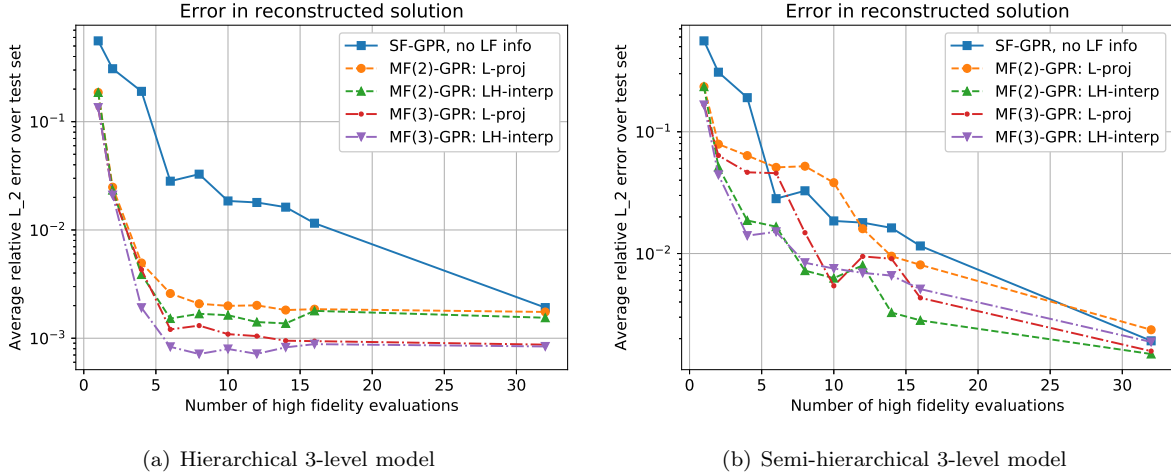 Error in reconstructed solution
SF-GPR, no LF info
MF(2)-GPR: L-proj
MF(2)-GPR: LH-interp
MF(3)-GPR: L-proj
MF(3)-GPR: LH-interp
Average relative L_2 error over test set
10⁻¹
10⁻²
10⁻³
0 5 10 15 20 25 30
Number of high fidelity evaluations
(a) Hierarchical 3-level model
Error in reconstructed solution
SF-GPR, no LF info
MF(2)-GPR: L-proj
MF(2)-GPR: LH-interp
MF(3)-GPR: L-proj
MF(3)-GPR: LH-interp
Average relative L_2 error over test set
10⁻¹
10⁻²
0 5 10 15 20 25 30
Number of high fidelity evaluations
(b) Semi-hierarchical 3-level model